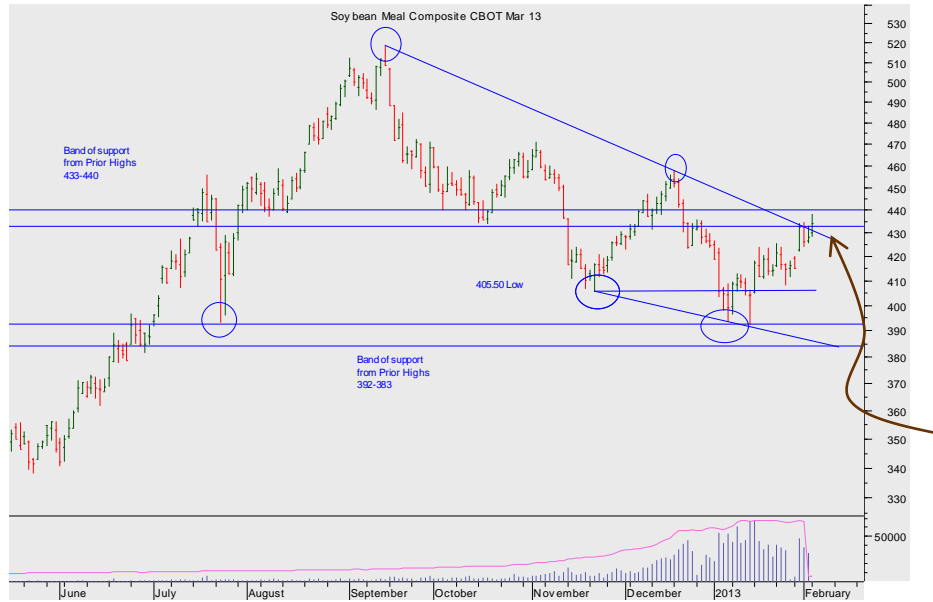 Soybean Meal Composite CBOT Mar 13
530
520
510
500
490
480
470
460
450
440
430
420
410
400
390
380
370
360
350
340
330
Band of support
from Prior Highs
433-440
405.50 Low
Band of support
from Prior Highs
392-383
50000
June
July
August
September
October
November
December
2013
February